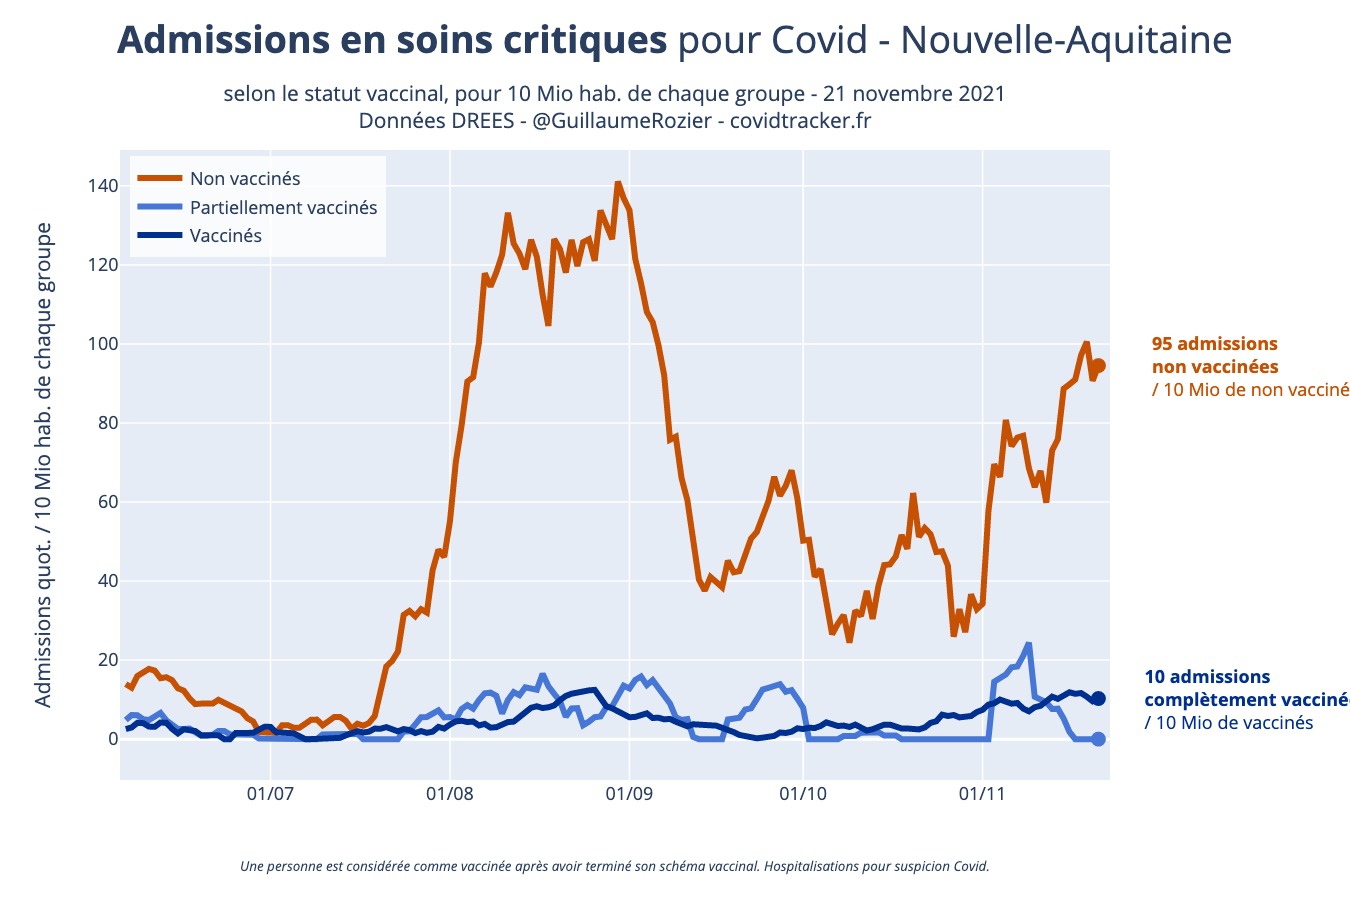 Admissions en soins critiques pour Covid - Nouvelle-Aquitaine
selon le statut vaccinal, pour 10 Mio hab. de chaque groupe - 21 novembre 2021
Données DREES - @GuillaumeRozier - covidtracker.fr
Non vaccinés
Partiellement vaccinés
Vaccinés
Admissions quot. / 10 Mio hab. de chaque groupe
140
120
100
80
60
40
20
0
01/07
01/08
01/09
01/10
01/11
95 admissions
non vaccinées
/ 10 Mio de non vacciné
10 admissions
complètement vacciné
/ 10 Mio de vaccinés
Une personne est considérée comme vaccinée après avoir terminé son schéma vaccinal. Hospitalisations pour suspicion Covid.